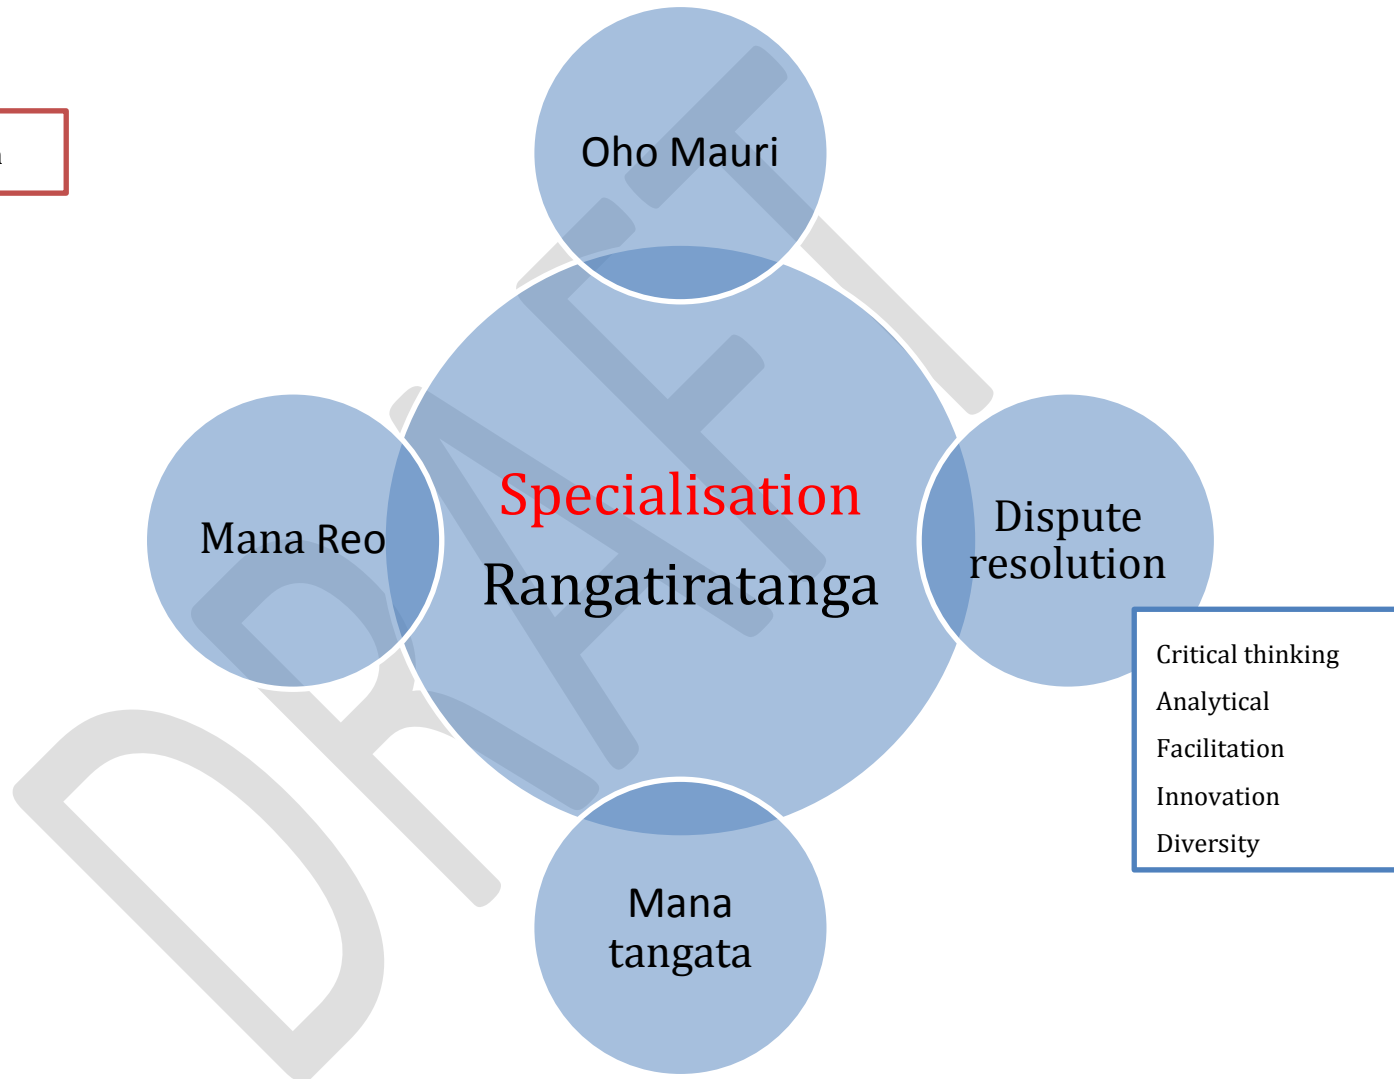 Oho Mauri
Specialisation
Rangatiratanga
Mana Reo
Dispute
resolution
Critical thinking
Analytical
Facilitation
Innovation
Diversity
Mana
tangata
DRAFT